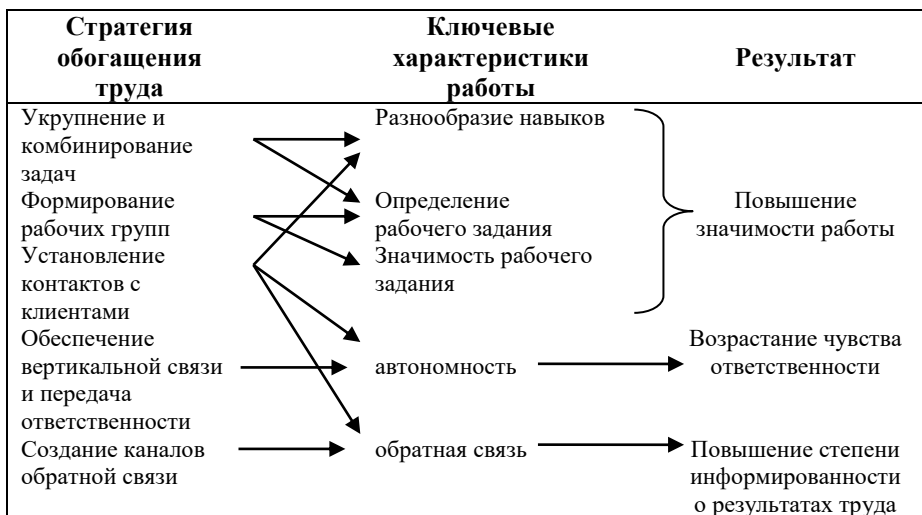 Стратегия
обогащения
труда
Ключевые
характеристики
работы
Результат
Укрупнение и
комбинирование
задач
Формирование
рабочих групп
Установление
контактов с
клиентами
Обеспечение
вертикальной связи
и передача
ответственности
Создание каналов
обратной связи
Разнообразие навыков
Определение
рабочего задания
Значимость рабочего
задания
автономность
обратная связь
Повышение
значимости работы
Возрастание чувства
ответственности
Повышение степени
информированности
о результатах труда